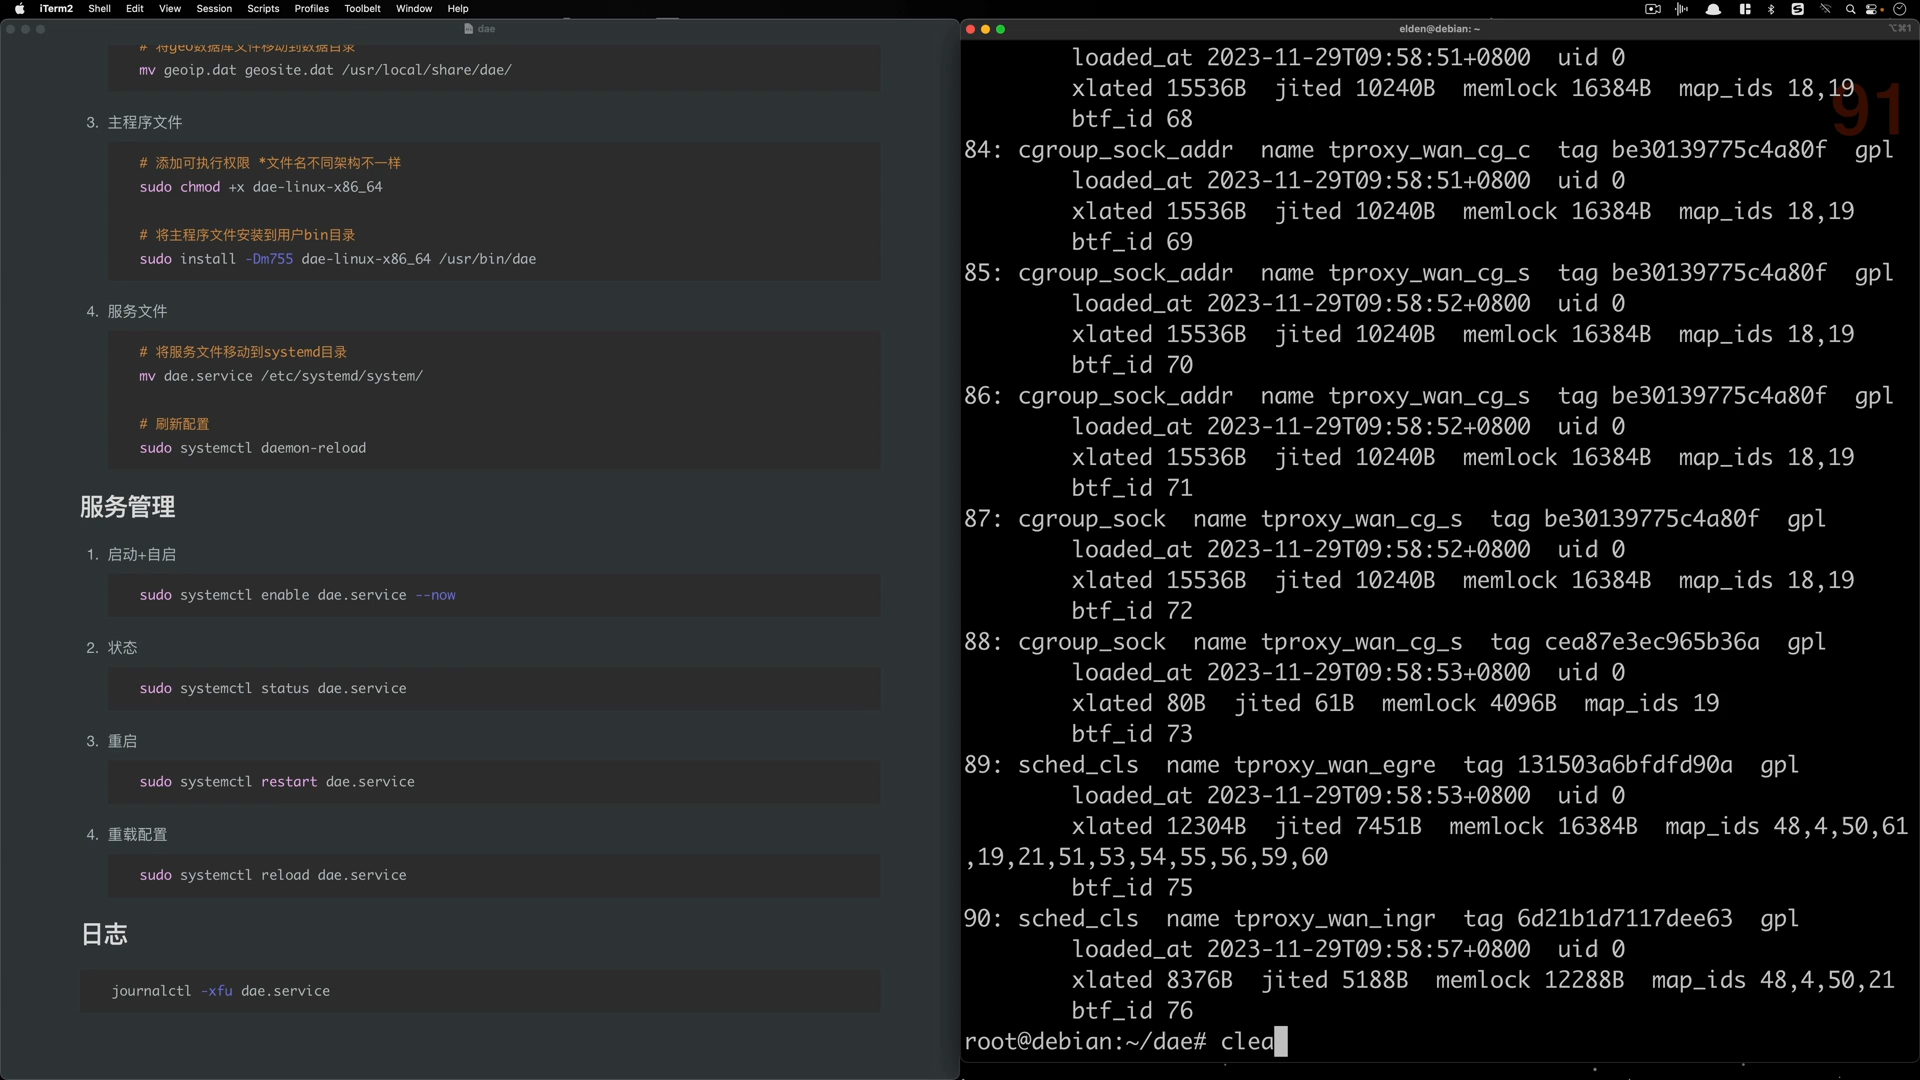 iTerm2 Shell Edit View Session Scripts Profiles Toolbelt Window Help
dae
# 将geo数据库文件移动到数据目录
mv geoip.dat geosite.dat /usr/local/share/dae/
3. 主程序文件
# 添加可执行权限 *文件名不同架构不一样
sudo chmod +x dae-linux-x86_64
# 将主程序文件安装到用户bin目录
sudo install -Dm755 dae-linux-x86_64 /usr/bin/dae
4. 服务文件
# 将服务文件移动到systemd目录
mv dae.service /etc/systemd/system/
# 刷新配置
sudo systemctl daemon-reload
服务管理
1. 启动+自启
sudo systemctl enable dae.service --now
2. 状态
sudo systemctl status dae.service
3. 重启
sudo systemctl restart dae.service
4. 重载配置
sudo systemctl reload dae.service
日志
journalctl -xfu dae.service
elden@debian: ~
⌥⌘1
91
loaded_at 2023-11-29T09:58:51+0800 uid 0
xlated 15536B jited 10240B memlock 16384B map_ids 18,19
btf_id 68
84: cgroup_sock_addr name tproxy_wan_cg_c tag be30139775c4a80f gpl
loaded_at 2023-11-29T09:58:51+0800 uid 0
xlated 15536B jited 10240B memlock 16384B map_ids 18,19
btf_id 69
85: cgroup_sock_addr name tproxy_wan_cg_s tag be30139775c4a80f gpl
loaded_at 2023-11-29T09:58:52+0800 uid 0
xlated 15536B jited 10240B memlock 16384B map_ids 18,19
btf_id 70
86: cgroup_sock_addr name tproxy_wan_cg_s tag be30139775c4a80f gpl
loaded_at 2023-11-29T09:58:52+0800 uid 0
xlated 15536B jited 10240B memlock 16384B map_ids 18,19
btf_id 71
87: cgroup_sock name tproxy_wan_cg_s tag be30139775c4a80f gpl
loaded_at 2023-11-29T09:58:52+0800 uid 0
xlated 15536B jited 10240B memlock 16384B map_ids 18,19
btf_id 72
88: cgroup_sock name tproxy_wan_cg_s tag cea87e3ec965b36a gpl
loaded_at 2023-11-29T09:58:53+0800 uid 0
xlated 80B jited 61B memlock 4096B map_ids 19
btf_id 73
89: sched_cls name tproxy_wan_egre tag 131503a6bfdfd90a gpl
loaded_at 2023-11-29T09:58:53+0800 uid 0
xlated 12304B jited 7451B memlock 16384B map_ids 48,4,50,61
,19,21,51,53,54,55,56,59,60
btf_id 75
90: sched_cls name tproxy_wan_ingr tag 6d21b1d7117dee63 gpl
loaded_at 2023-11-29T09:58:57+0800 uid 0
xlated 8376B jited 5188B memlock 12288B map_ids 48,4,50,21
btf_id 76
root@debian:~/dae# clea